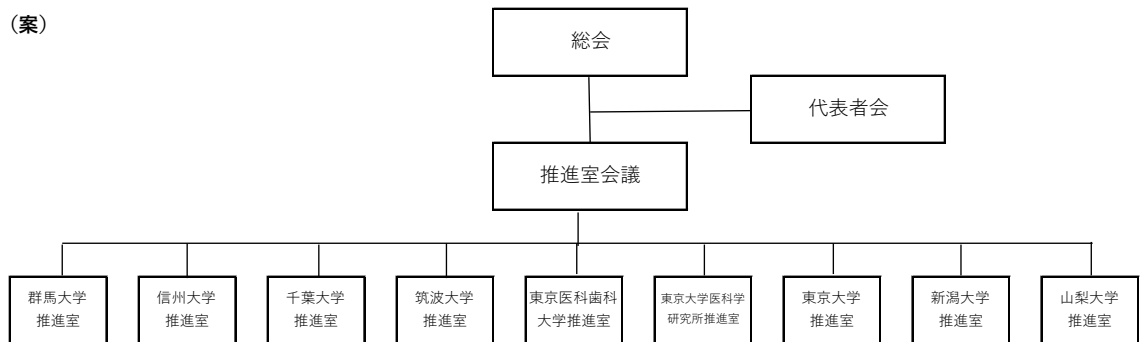 （案）
総会
代表者会
推進室会議
群馬大学
推進室
信州大学
推進室
千葉大学
推進室
筑波大学
推進室
東京医科歯科
大学推進室
東京大学医科学
研究所推進室
東京大学
推進室
新潟大学
推進室
山梨大学
推進室